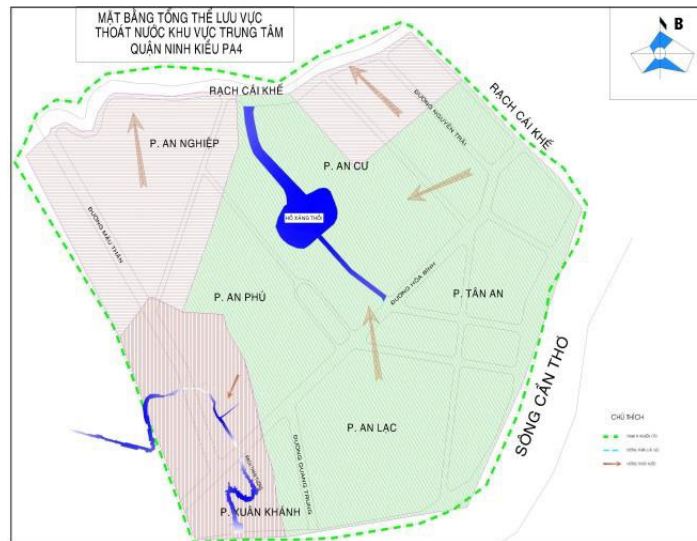 MẶT BẰNG TỔNG THỂ LƯU VỰC
THOÁT NƯỚC KHU VỰC TRUNG TÂM
QUẬN NINH KIỀU PA4
B
RẠCH CÁI KHẾ
ĐƯỜNG NGUYỄN TRÃI
RẠCH CÁI KHẾ
P. AN NGHIỆP
P. AN CƯ
HỒ XÁNG THỔI
ĐƯỜNG MẬU THÂN
ĐƯỜNG HÒA BÌNH
P. AN PHÚ
P. TÂN AN
SÔNG CẦN THƠ
CHÚ THÍCH
P. AN LẠC
ĐƯỜNG QUANG TRUNG
P. XUÂN KHÁNH